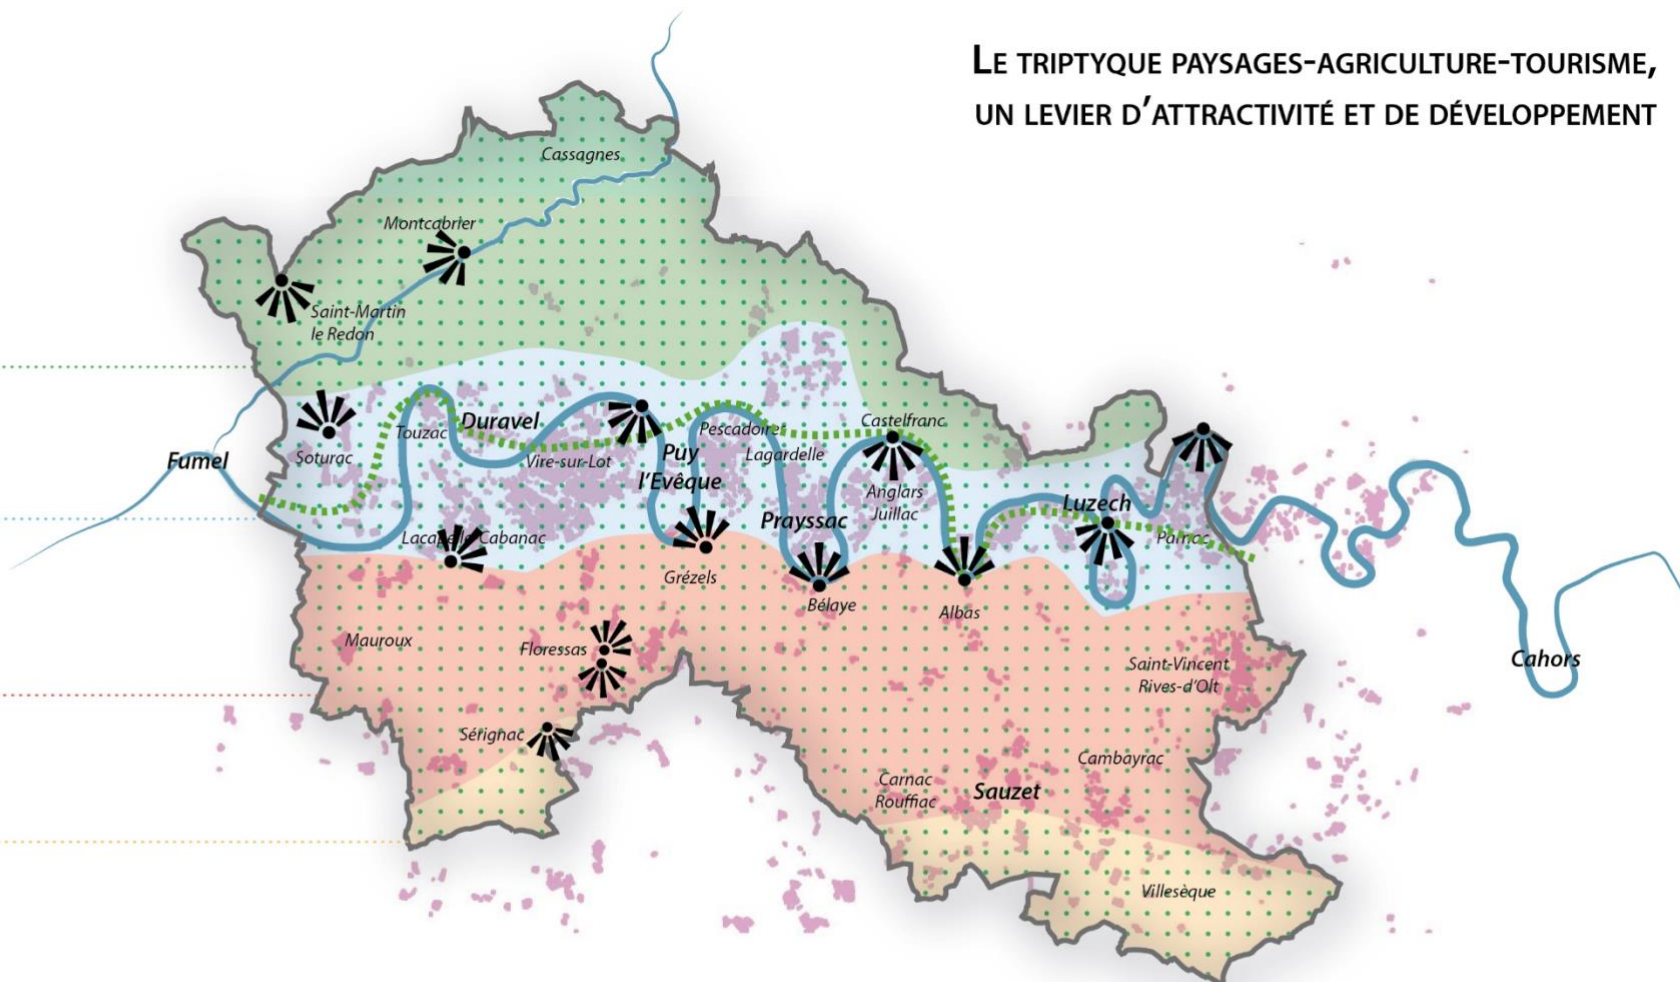 LE TRIPTYQUE PAYSAGES-AGRICULTURE-TOURISME,
UN LEVIER D'ATTRACTIVITÉ ET DE DÉVELOPPEMENT
Cassagnes
Montcabrier
Saint-Martin
le Redon
Fumel
Soturac
Touzac
Duravel
Vire-sur-Lot
Puy
l'Evêque
Pescadoires
Lagardelle
Castelfranc
Anglars
Juillac
Prayssac
Luzech
Parnac
Lacapelle Cabanac
Grézels
Bélaye
Albas
Mauroux
Floressas
Sérignac
Saint-Vincent
Rives-d'Olt
Cahors
Cambayrac
Carnac
Rouffiac
Sauzet
Villesèque